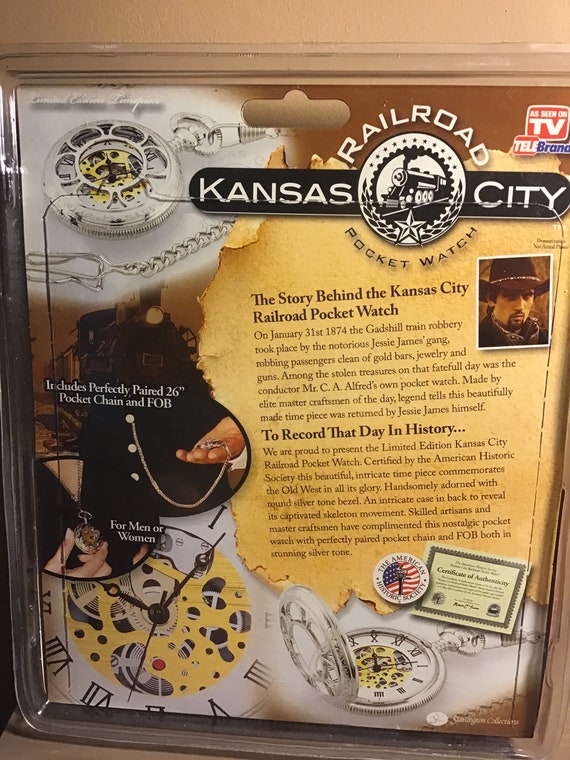 Limited Edition Timepiece
AS SEEN ON
TV
TELEBrands
RAILROAD
KANSAS CITY
POCKET WATCH
Dramatization
The Story Behind the Kansas City
Railroad Pocket Watch
On January 31st 1874 the Gadshill train robbery
took place by the notorious Jessie James' gang,
robbing passengers clean of gold bars, jewelry and
guns. Among the stolen treasures on that fatefull day was the
conductor Mr. C. A. Alfred's own pocket watch. Made by
elite master craftsmen of the day, legend tells this beautifully
made time piece was returned by Jessie James himself.
Includes Perfectly Paired 26"
Pocket Chain and FOB
To Record That Day In History...
We are proud to present the Limited Edition Kansas City
Railroad Pocket Watch. Certified by the American Historic
Society this beautiful, intricate time piece commemorates
the Old West in all its glory. Handsomely adorned with
round silver tone bezel. An intricate case in back to reveal
its captivated skeleton movement. Skilled artisans and
master craftsmen have complimented this nostalgic pocket
watch with perfectly paired pocket chain and FOB both in
stunning silver tone.
For Men or
Women
THE AMERICAN
HISTORIC SOCIETY
Certificate of Authenticity
Starlington Collections